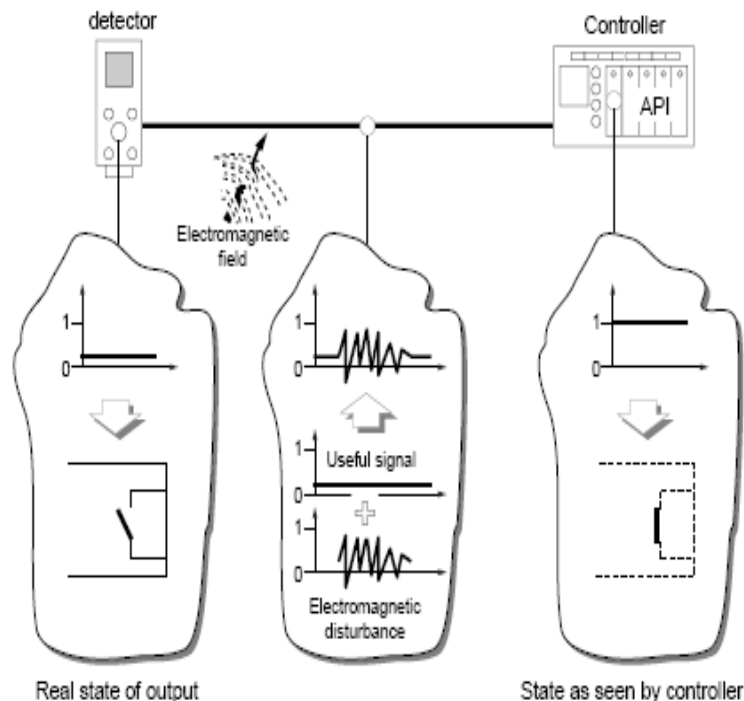 detector
Controller
API
Electromagnetic
field
1
0
1
0
Useful signal
1
0
1
0
Electromagnetic
disturbance
1
0
Real state of output
State as seen by controller